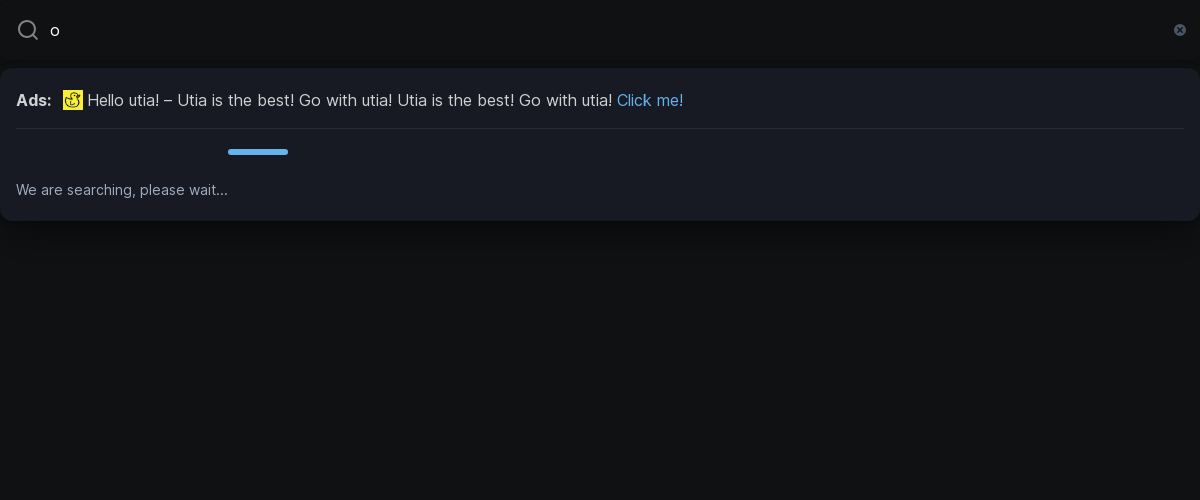 o
Ads: Hello utia! – Utia is the best! Go with utia! Utia is the best! Go with utia! Click me!
We are searching, please wait...